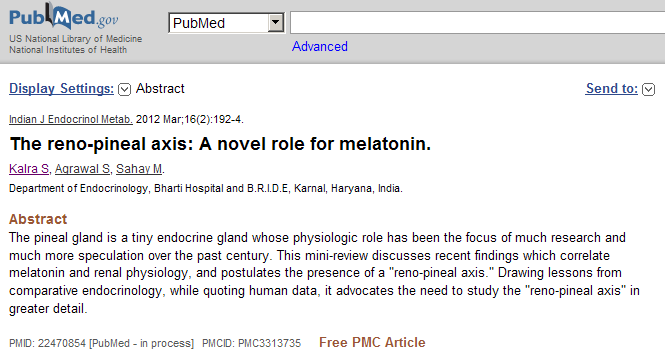 PubMed.gov
US National Library of Medicine
National Institutes of Health
PubMed
Advanced
Display Settings: Abstract Send to:
Indian J Endocrinol Metab. 2012 Mar;16(2):192-4.
The reno-pineal axis: A novel role for melatonin.
Kalra S, Agrawal S, Sahay M.
Department of Endocrinology, Bharti Hospital and B.R.I.D.E, Karnal, Haryana, India.
Abstract
The pineal gland is a tiny endocrine gland whose physiologic role has been the focus of much research and
much more speculation over the past century. This mini-review discusses recent findings which correlate
melatonin and renal physiology, and postulates the presence of a "reno-pineal axis." Drawing lessons from
comparative endocrinology, while quoting human data, it advocates the need to study the "reno-pineal axis" in
greater detail.
PMID: 22470854 [PubMed - in process] PMCID: PMC3313735 Free PMC Article